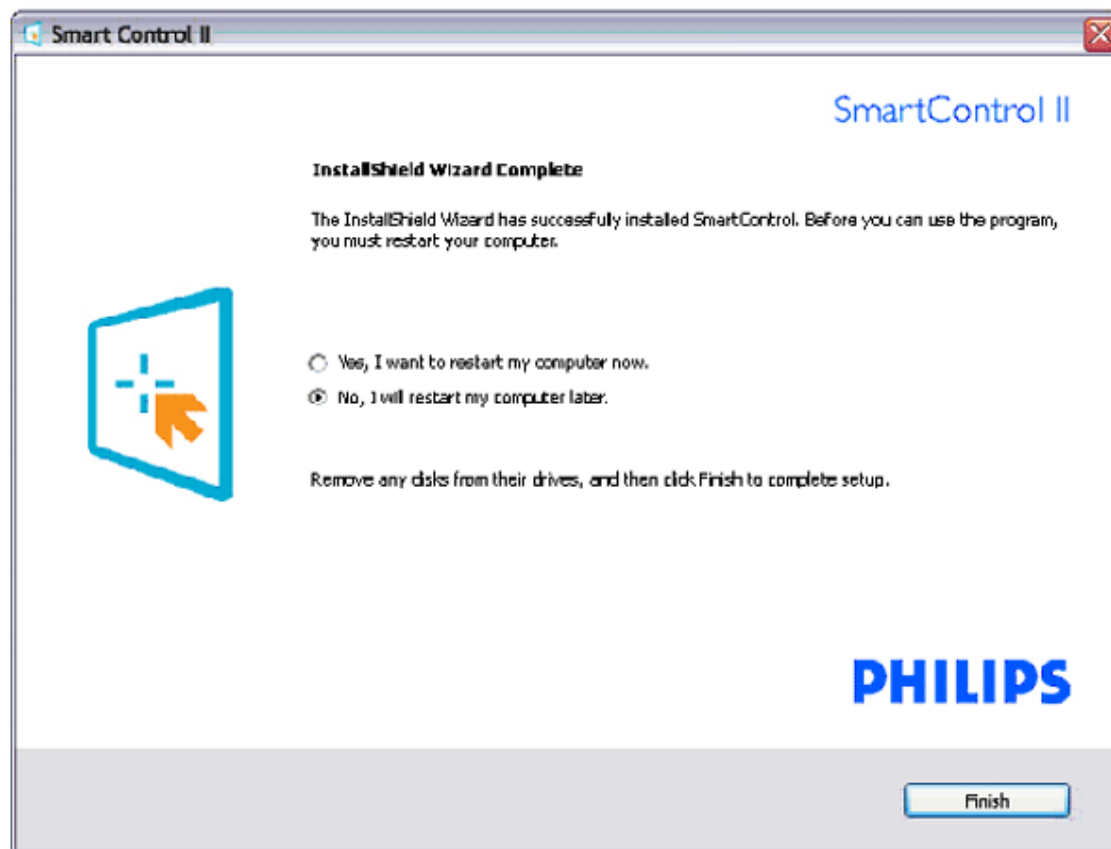 Smart Control II
SmartControl II
InstallShield Wizard Complete
The InstallShield Wizard has successfully installed SmartControl. Before you can use the program,
you must restart your computer.
Yes, I want to restart my computer now.
No, I will restart my computer later.
Remove any disks from their drives, and then click Finish to complete setup.
PHILIPS
Finish